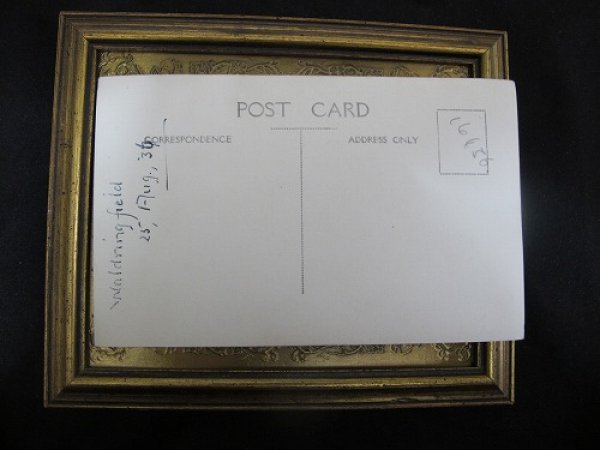 POST CARD
CORRESPONDENCE
ADDRESS ONLY
Waldringfield
25, Aug., 36